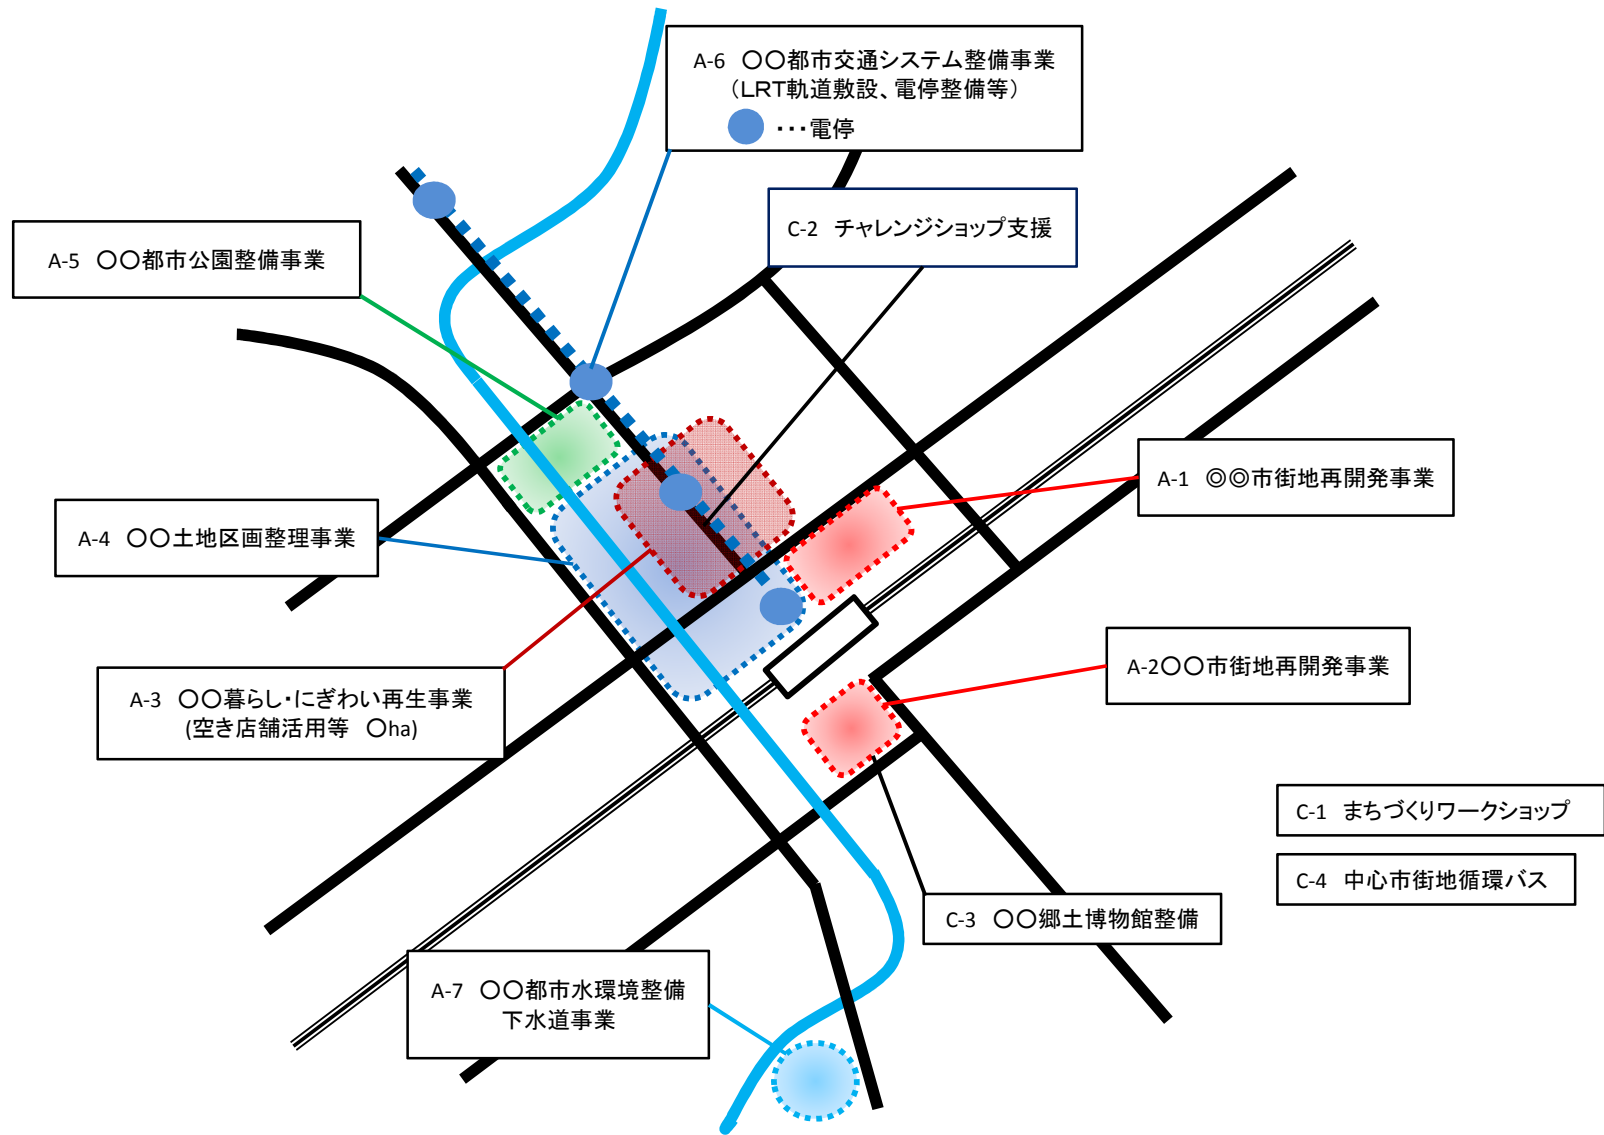 A-6 〇〇都市交通システム整備事業
（LRT軌道敷設、電停整備等）
・・・電停
C-2 チャレンジショップ支援
A-5 〇〇都市公園整備事業
A-1 ◎◎市街地再開発事業
A-4 〇〇土地区画整理事業
A-2〇〇市街地再開発事業
A-3 〇〇暮らし・にぎわい再生事業
(空き店舗活用等 〇ha)
C-1 まちづくりワークショップ
C-4 中心市街地循環バス
C-3 〇〇郷土博物館整備
A-7 〇〇都市水環境整備
下水道事業